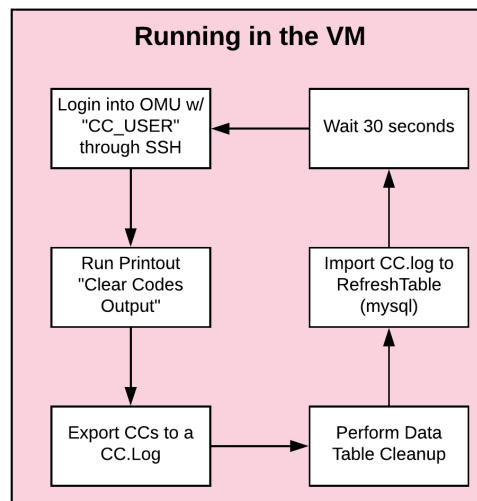 Running in the VM
Login into OMU w/
"CC_USER"
through SSH
Wait 30 seconds
Run Printout
"Clear Codes
Output"
Import CC.log to
RefreshTable
(mysql)
Export CCs to a
CC.Log
Perform Data
Table Cleanup